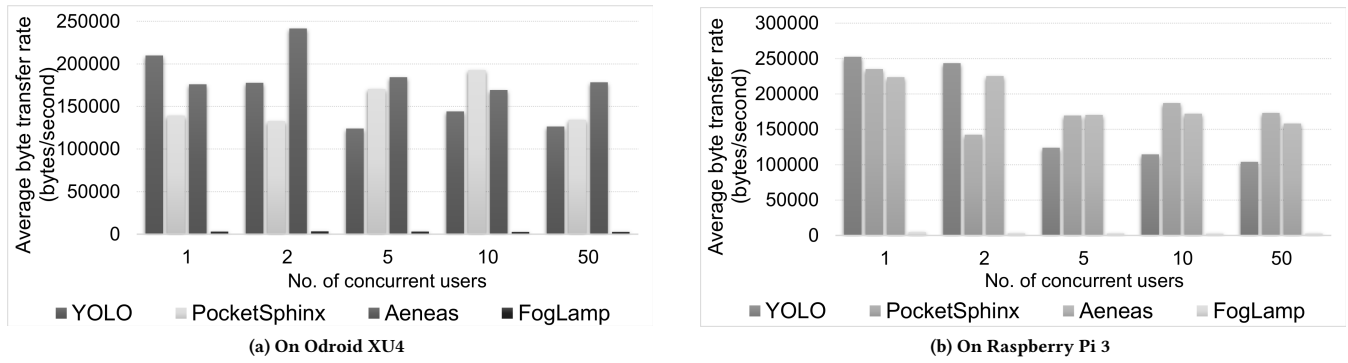 Average byte transfer rate
(bytes/second)
250000
200000
150000
100000
50000
0
1 2 5 10 50
No. of concurrent users
YOLO PocketSphinx Aeneas FogLamp
(a) On Odroid XU4
Average byte transfer rate
(bytes/second)
300000
250000
200000
150000
100000
50000
0
1 2 5 10 50
No. of concurrent users
YOLO PocketSphinx Aeneas FogLamp
(b) On Raspberry Pi 3